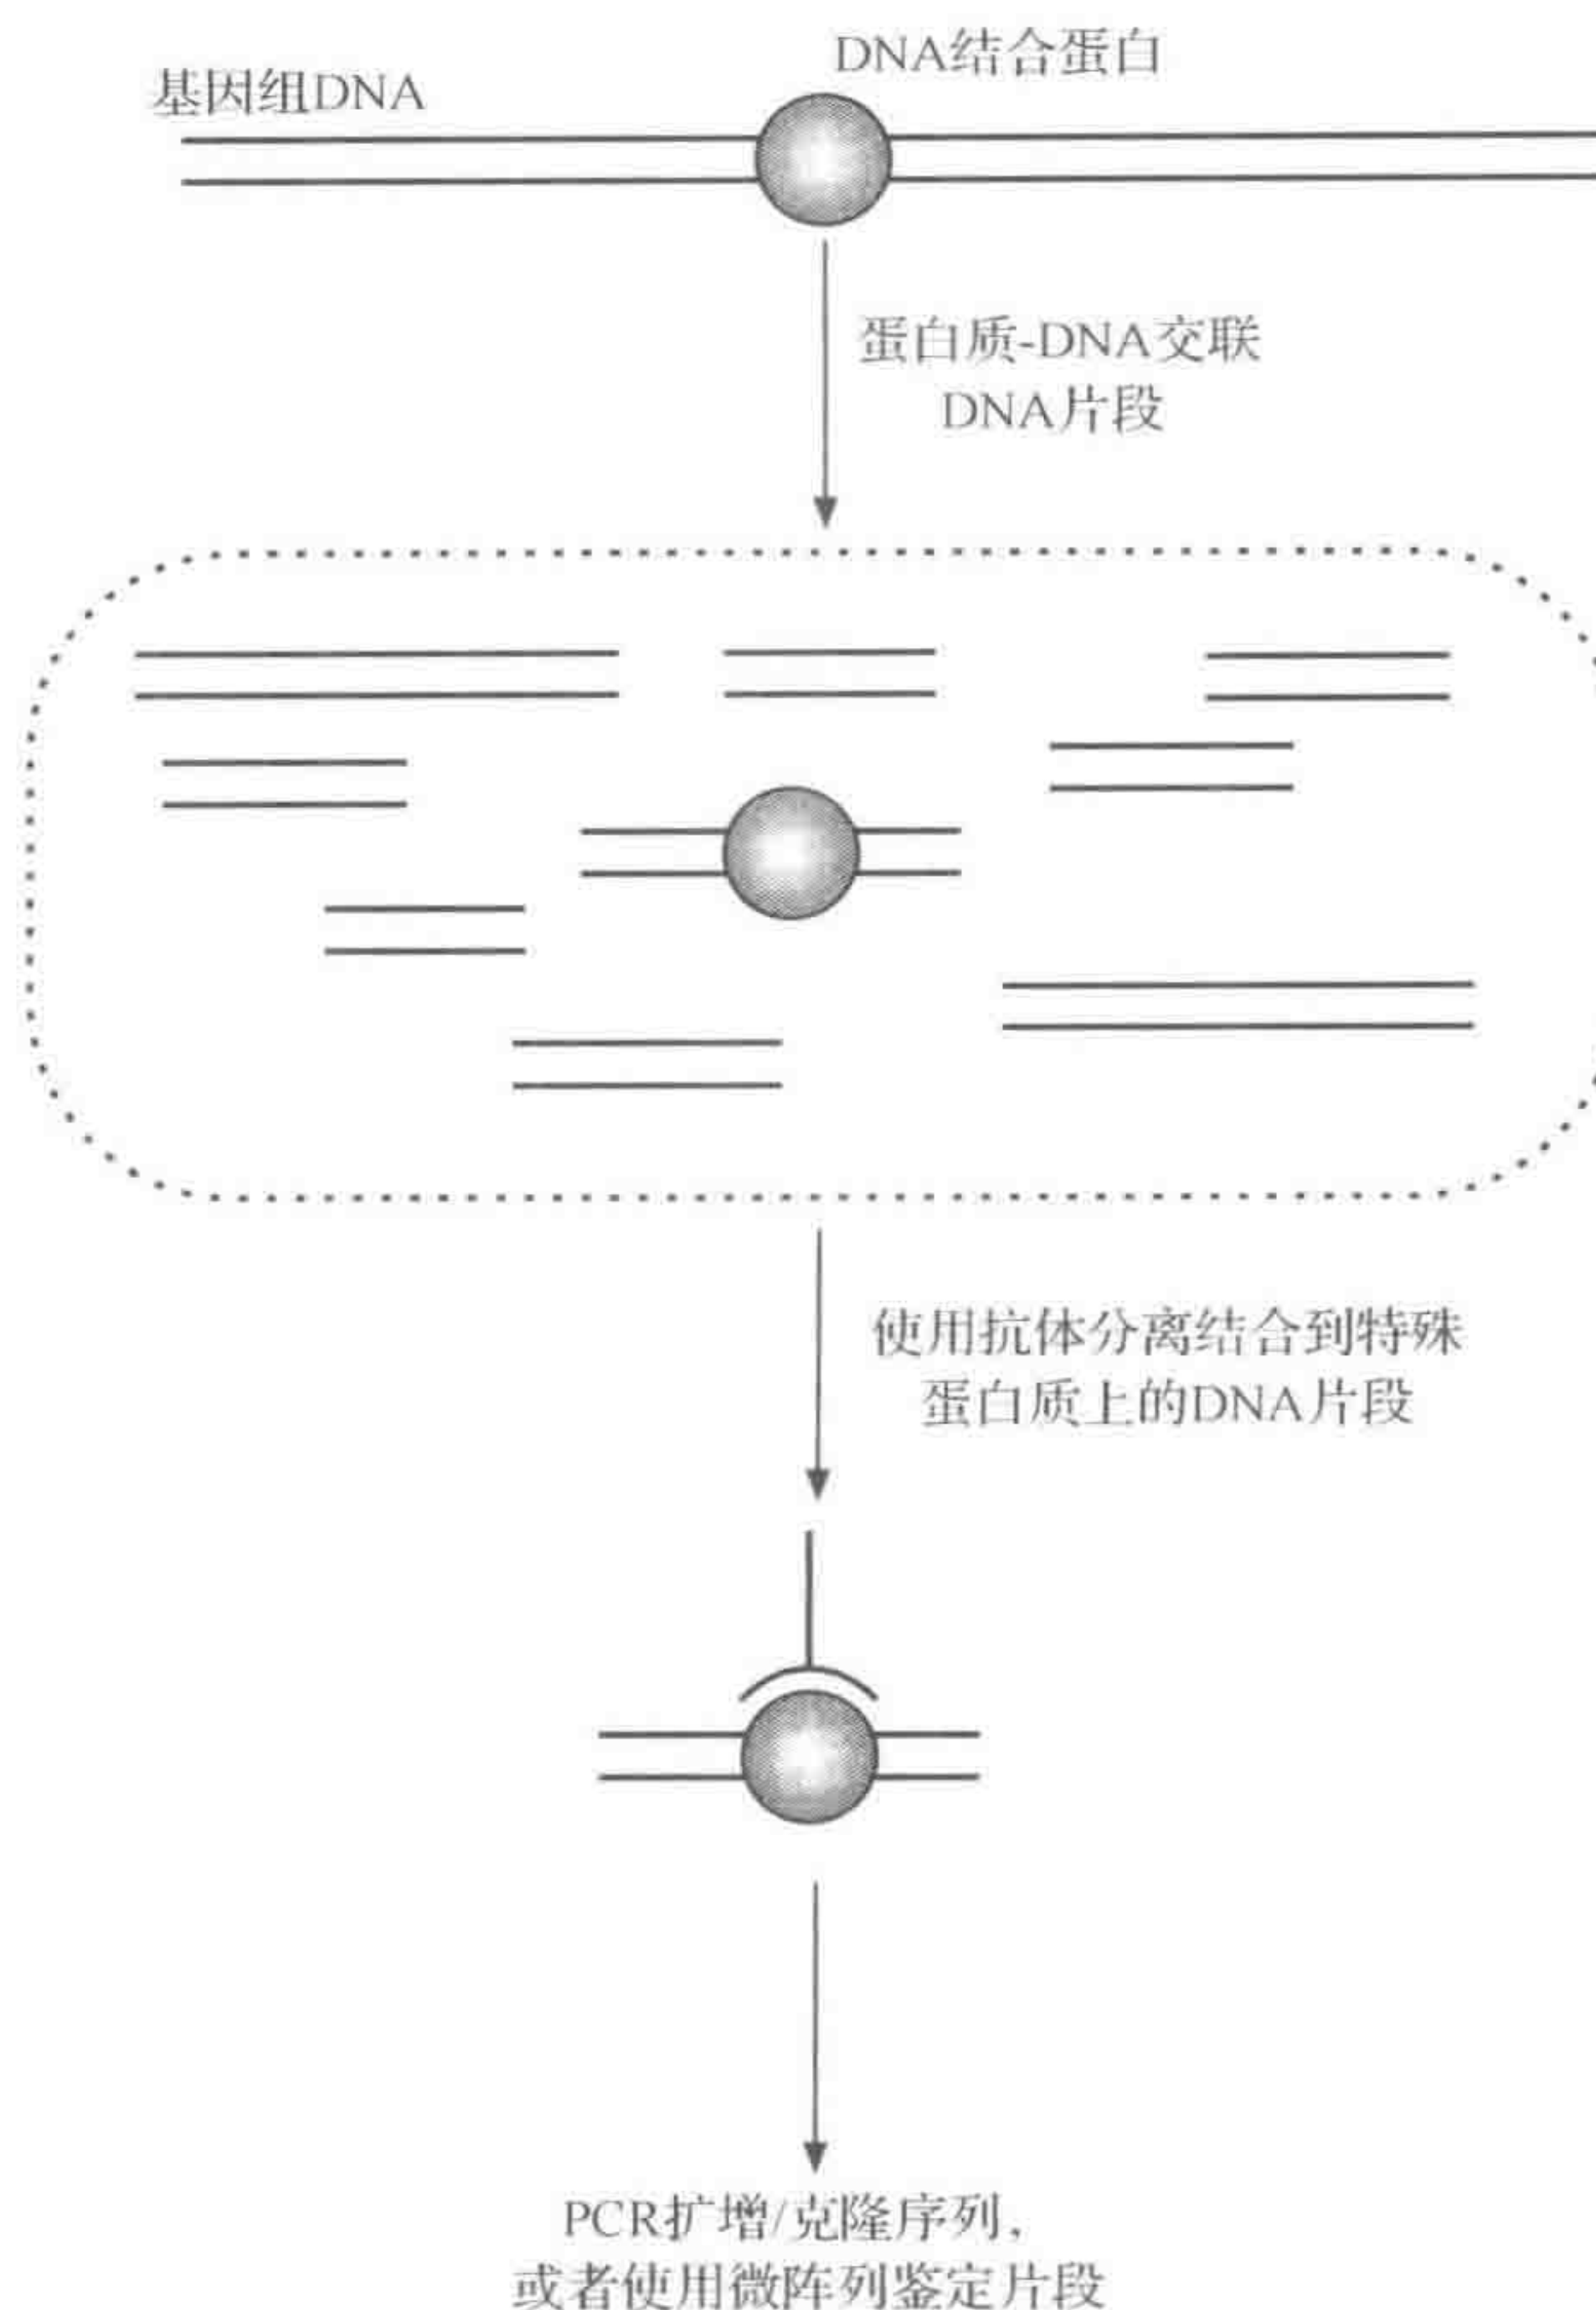 DNA结合蛋白
基因组DNA
蛋白质-DNA交联
DNA片段
使用抗体分离结合到特殊
蛋白质上的DNA片段
PCR扩增/克隆序列,
或者使用微阵列鉴定片段